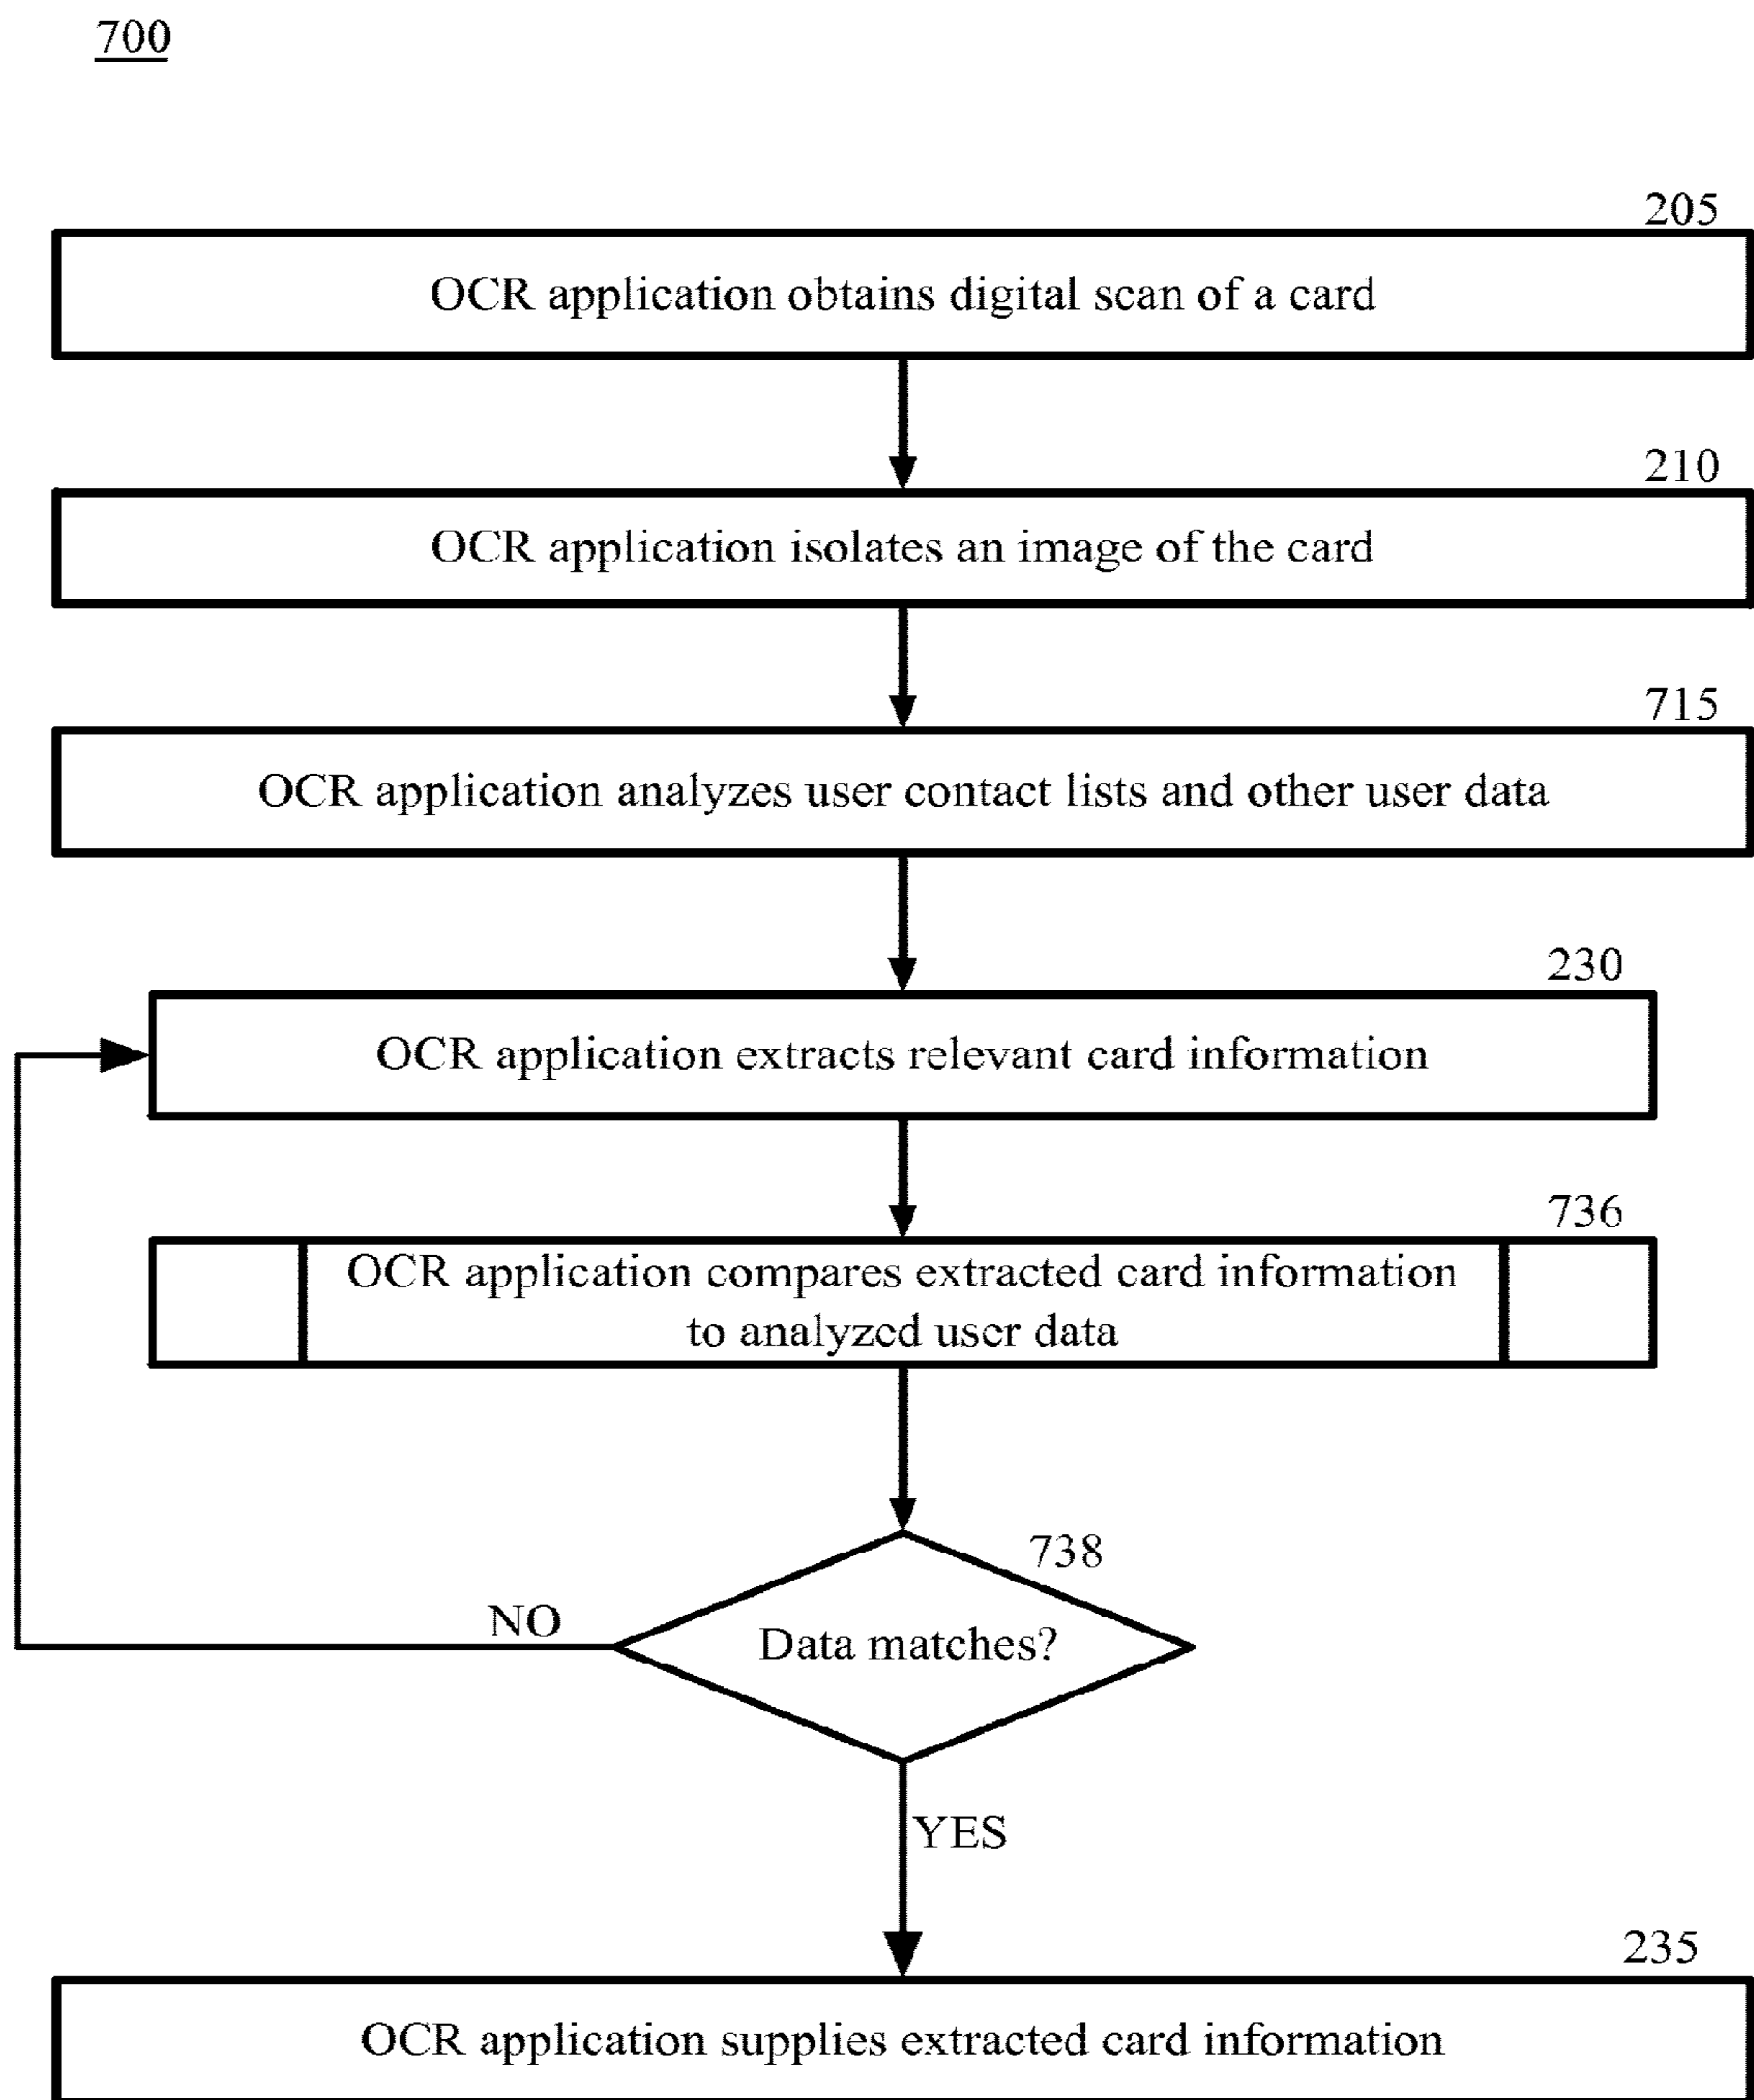 700
205
OCR application obtains digital scan of a card
210
OCR application isolates an image of the card
715
OCR application analyzes user contact lists and other user data
230
OCR application extracts relevant card information
736
OCR application compares extracted card information
to analyzed user data
738
NO
Data matches?
YES
235
OCR application supplies extracted card information